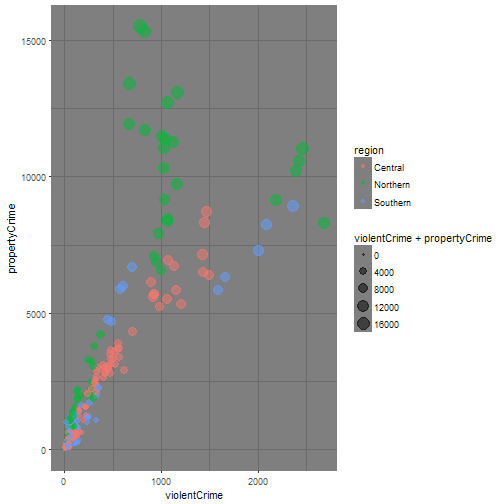 15000
10000
5000
0
propertyCrime
0
1000
2000
violentCrime
region
Central
Northern
Southern
violentCrime + propertyCrime
0
4000
8000
12000
16000